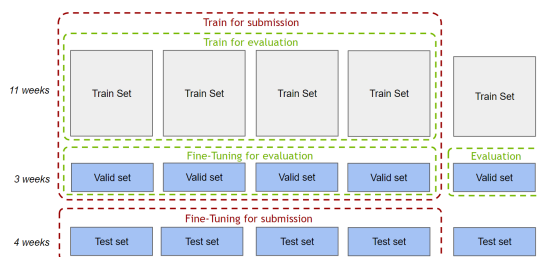 Train for submission
Train for evaluation
11 weeks
Train Set
Train Set
Train Set
Train Set
Train Set
Fine-Tuning for evaluation
Evaluation
3 weeks
Valid set
Valid set
Valid set
Valid set
Valid set
Fine-Tuning for submission
4 weeks
Test set
Test set
Test set
Test set
Test set